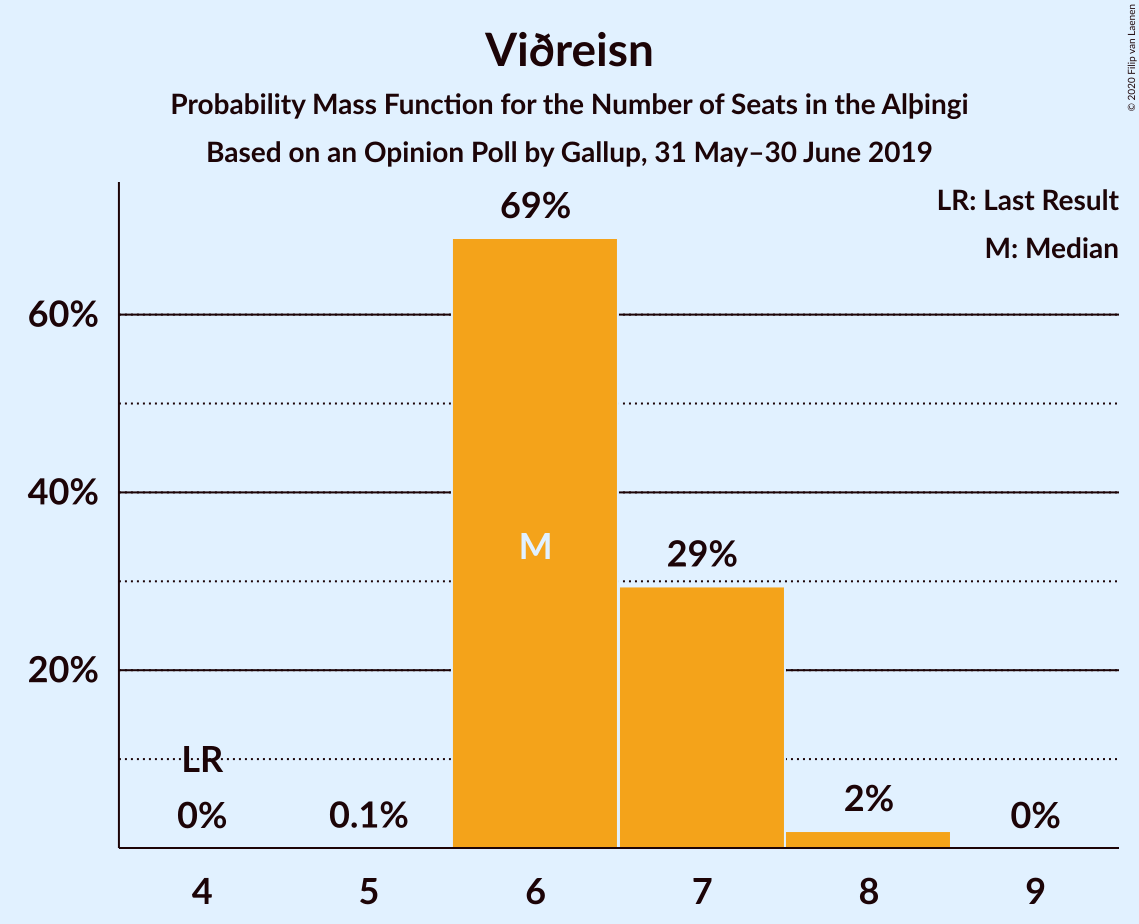 Viðreisn
Probability Mass Function for the Number of Seats in the Alþingi
Based on an Opinion Poll by Gallup, 31 May–30 June 2019
© 2020 Filip van Laenen
LR: Last Result
M: Median
69%
60%
40%
M
29%
20%
LR
0%
0.1%
2%
0%
4 5 6 7 8 9